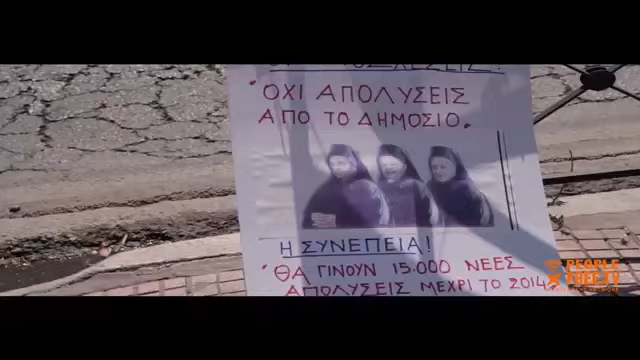 ΟΧΙ ΑΠΟΛΥΣΕΙΣ
ΑΠΟ ΤΟ ΔΗΜΟΣΙΟ.
Η ΣΥΝΕΠΕΙΑ!
ΘΑ ΓΙΝΟΥΝ 15.000 ΝΕΕΣ
ΑΠΟΛΥΣΕΙΣ ΜΕΧΡΙ ΤΟ 2014
PEOPLE